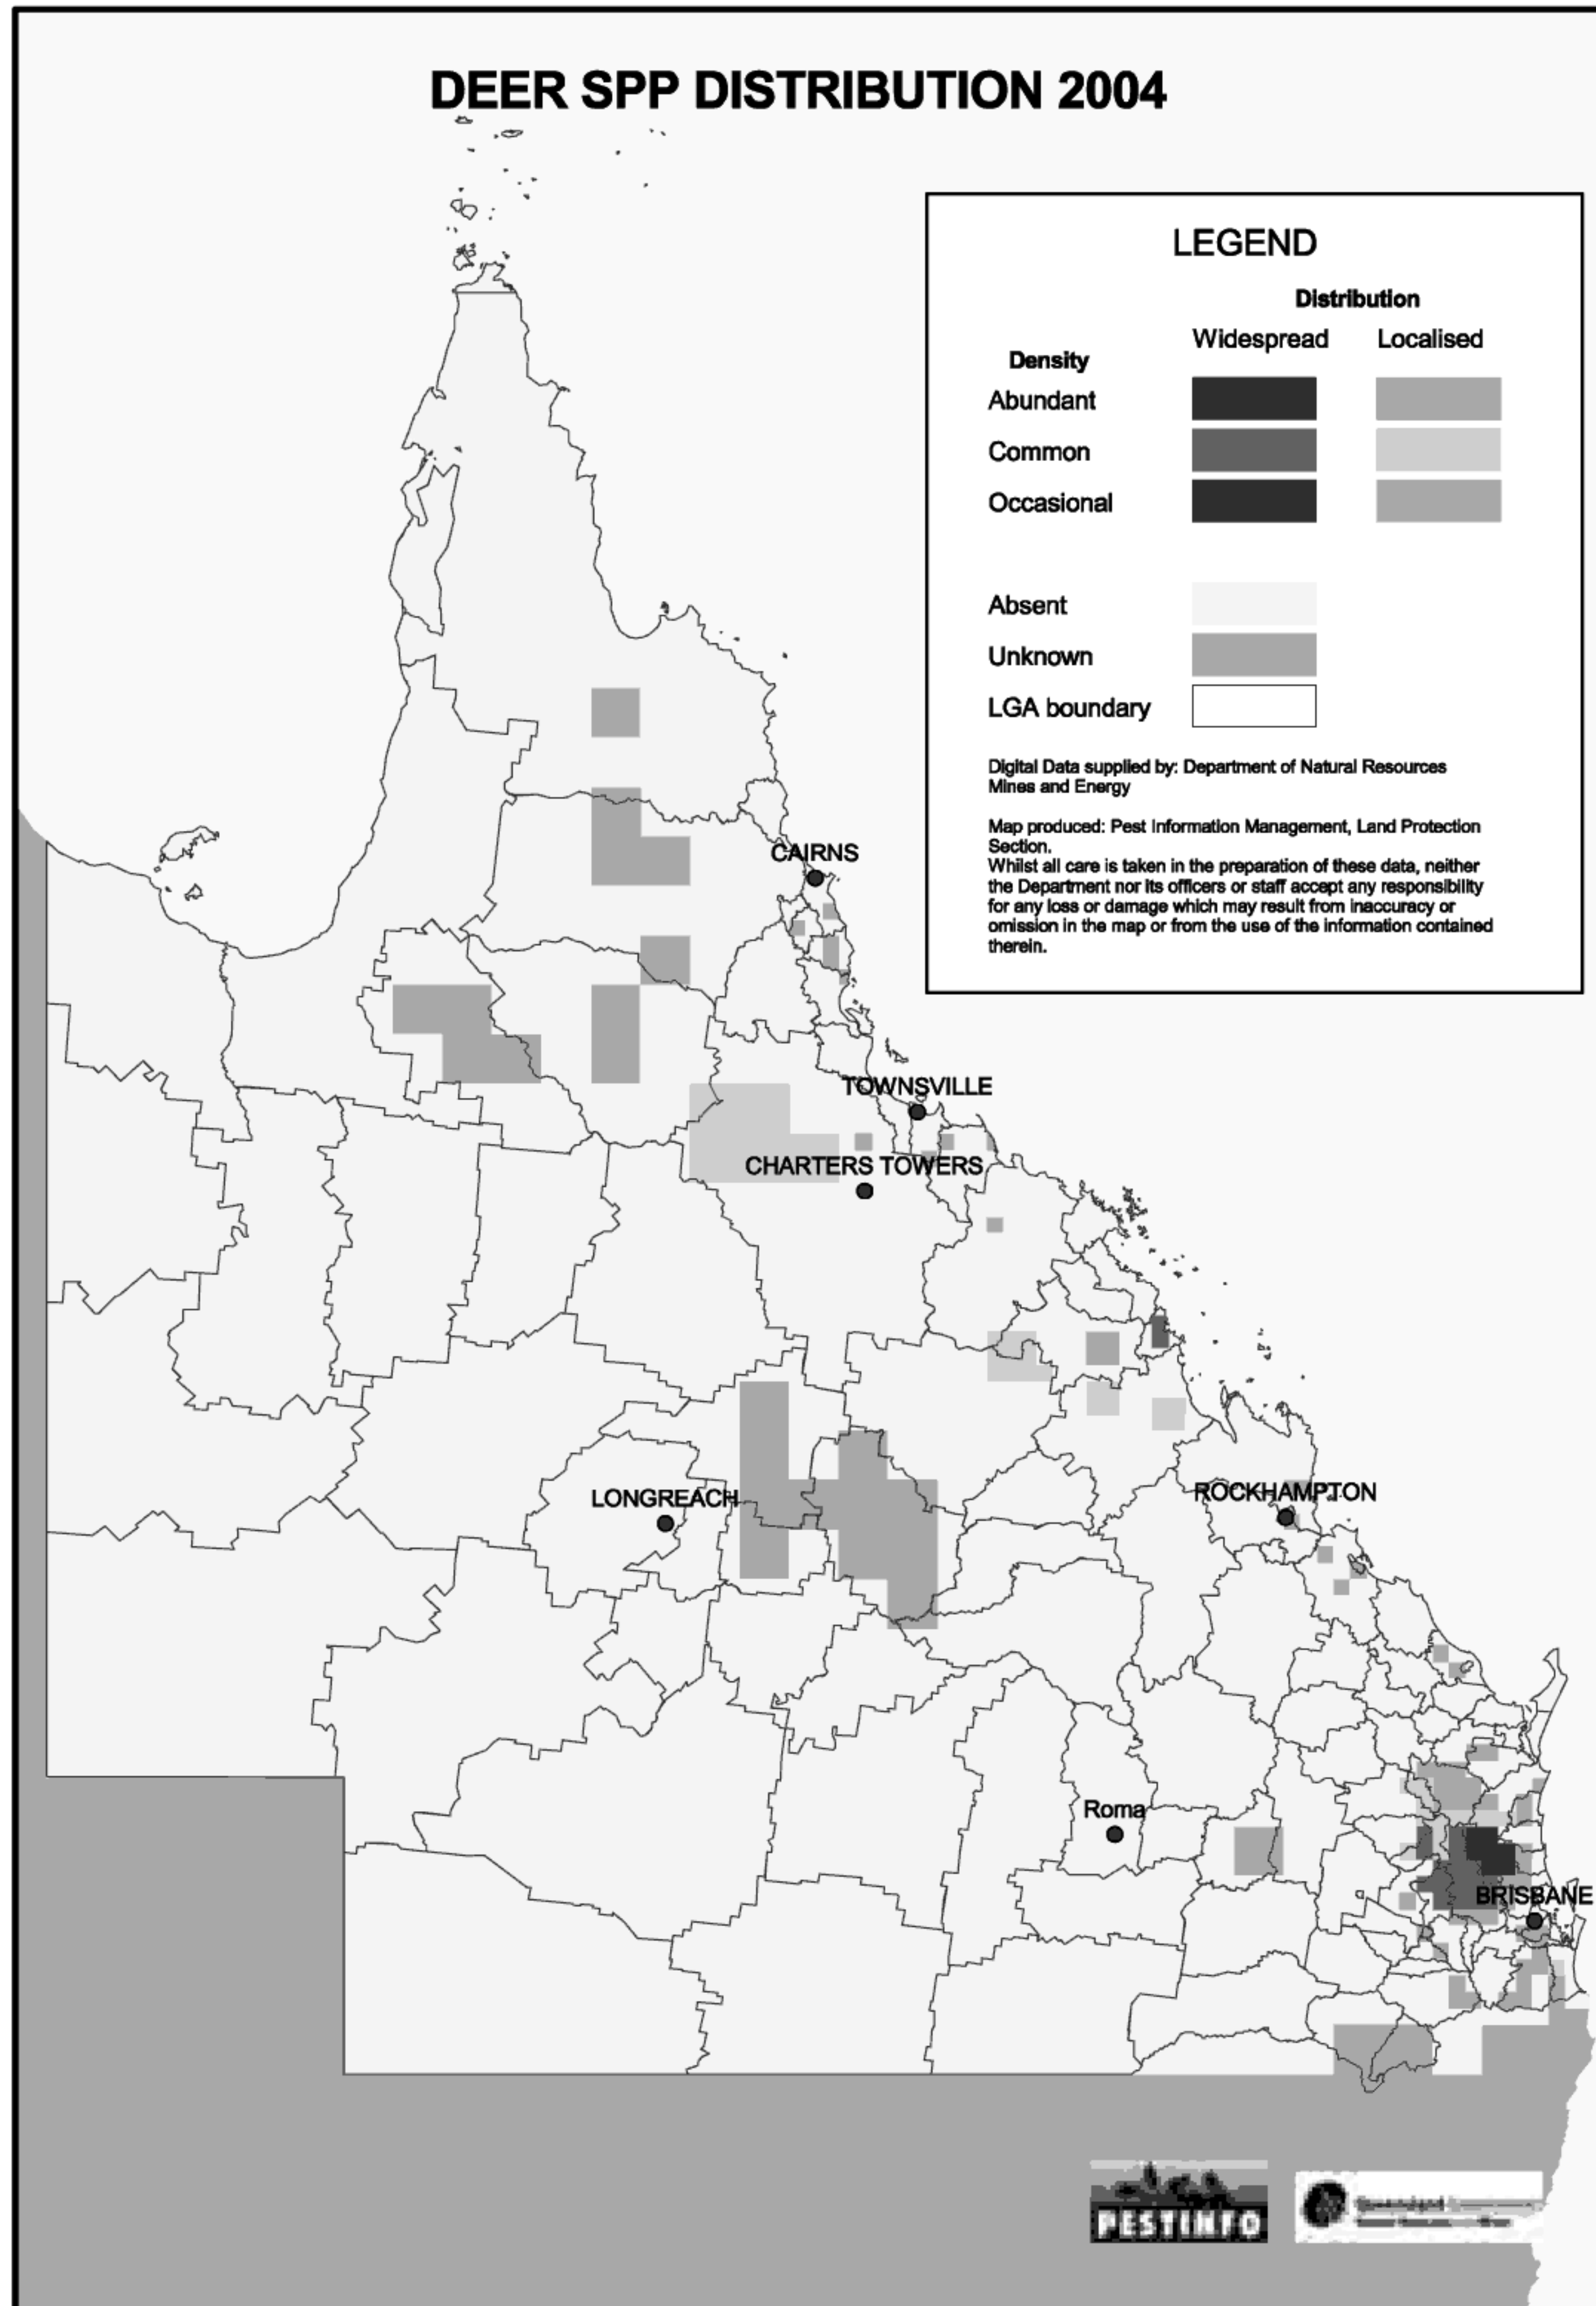 DEER SPP DISTRIBUTION 2004
LEGEND
Distribution
Widespread Localised
Density
Abundant
Common
Occasional
Absent
Unknown
LGA boundary
Digital Data supplied by: Department of Natural Resources
Mines and Energy
Map produced: Pest Information Management, Land Protection
Section.
Whilst all care is taken in the preparation of these data, neither
the Department nor its officers or staff accept any responsibility
for any loss or damage which may result from inaccuracy or
omission in the map or from the use of the information contained
therein.
CAIRNS
TOWNSVILLE
CHARTERS TOWERS
LONGREACH
ROCKHAMPTON
Roma
BRISBANE
PESTINFO